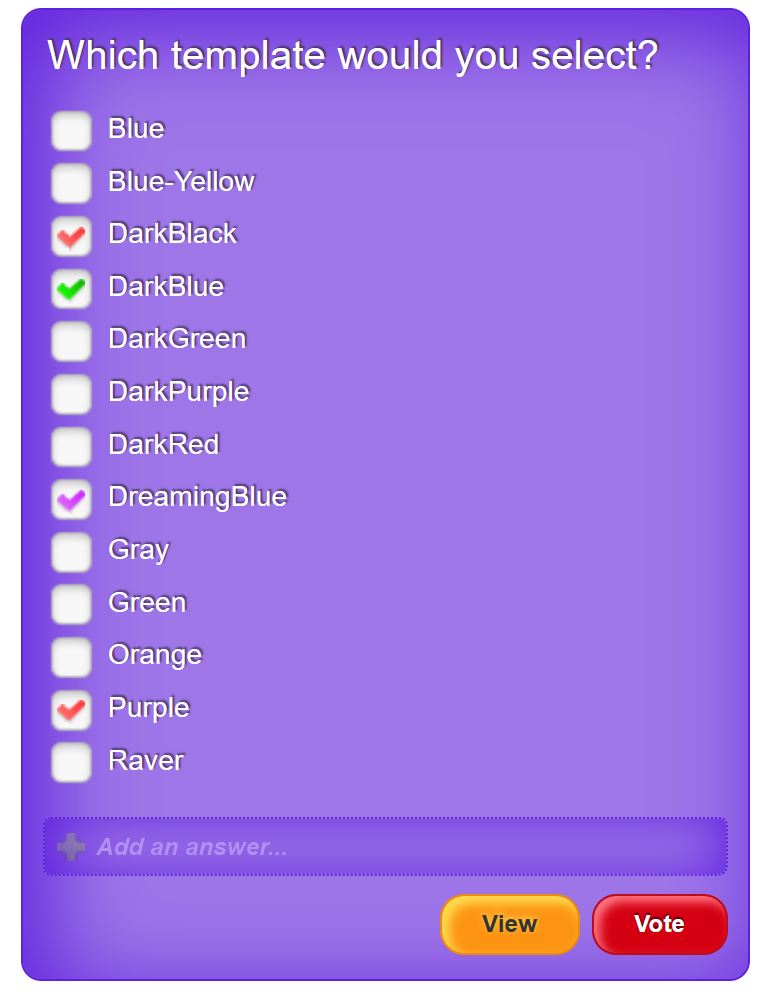 Which template would you select?
Blue
Blue-Yellow
DarkBlack
DarkBlue
DarkGreen
DarkPurple
DarkRed
DreamingBlue
Gray
Green
Orange
Purple
Raver
Add an answer...
View Vote